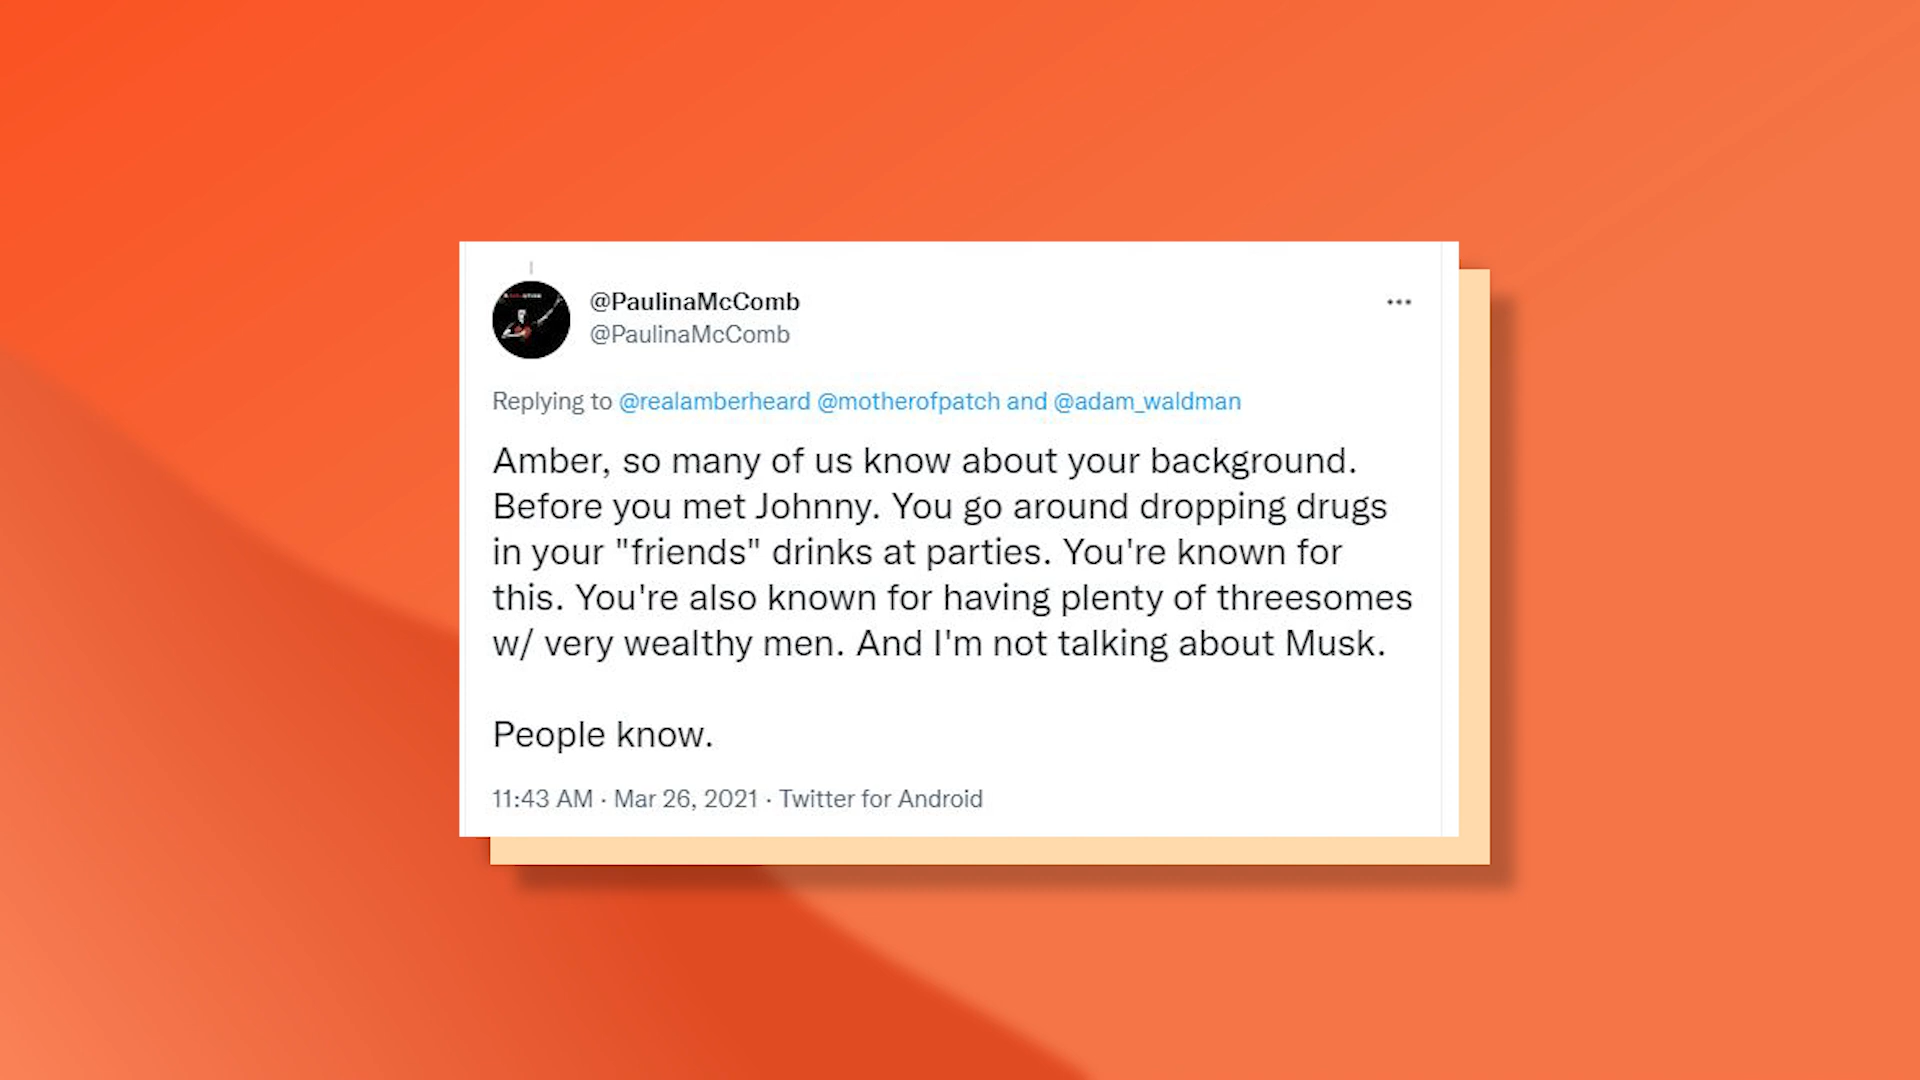 @PaulinaMcComb
@PaulinaMcComb
Replying to @realamberheard @motherofpatch and @adam_waldman
Amber, so many of us know about your background.
Before you met Johnny. You go around dropping drugs
in your "friends" drinks at parties. You're known for
this. You're also known for having plenty of threesomes
w/ very wealthy men. And I'm not talking about Musk.
People know.
11:43 AM · Mar 26, 2021 · Twitter for Android